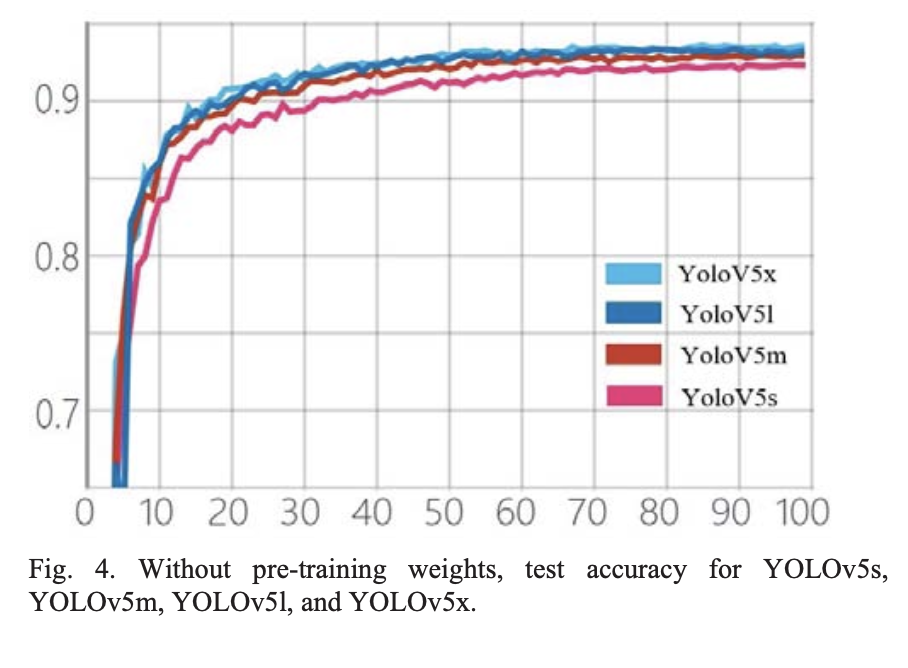 0.9
0.8
0.7
YoloV5x
YoloV5l
YoloV5m
YoloV5s
0 10 20 30 40 50 60 70 80 90 100
Fig. 4. Without pre-training weights, test accuracy for YOLOv5s,
YOLOv5m, YOLOv5l, and YOLOv5x.